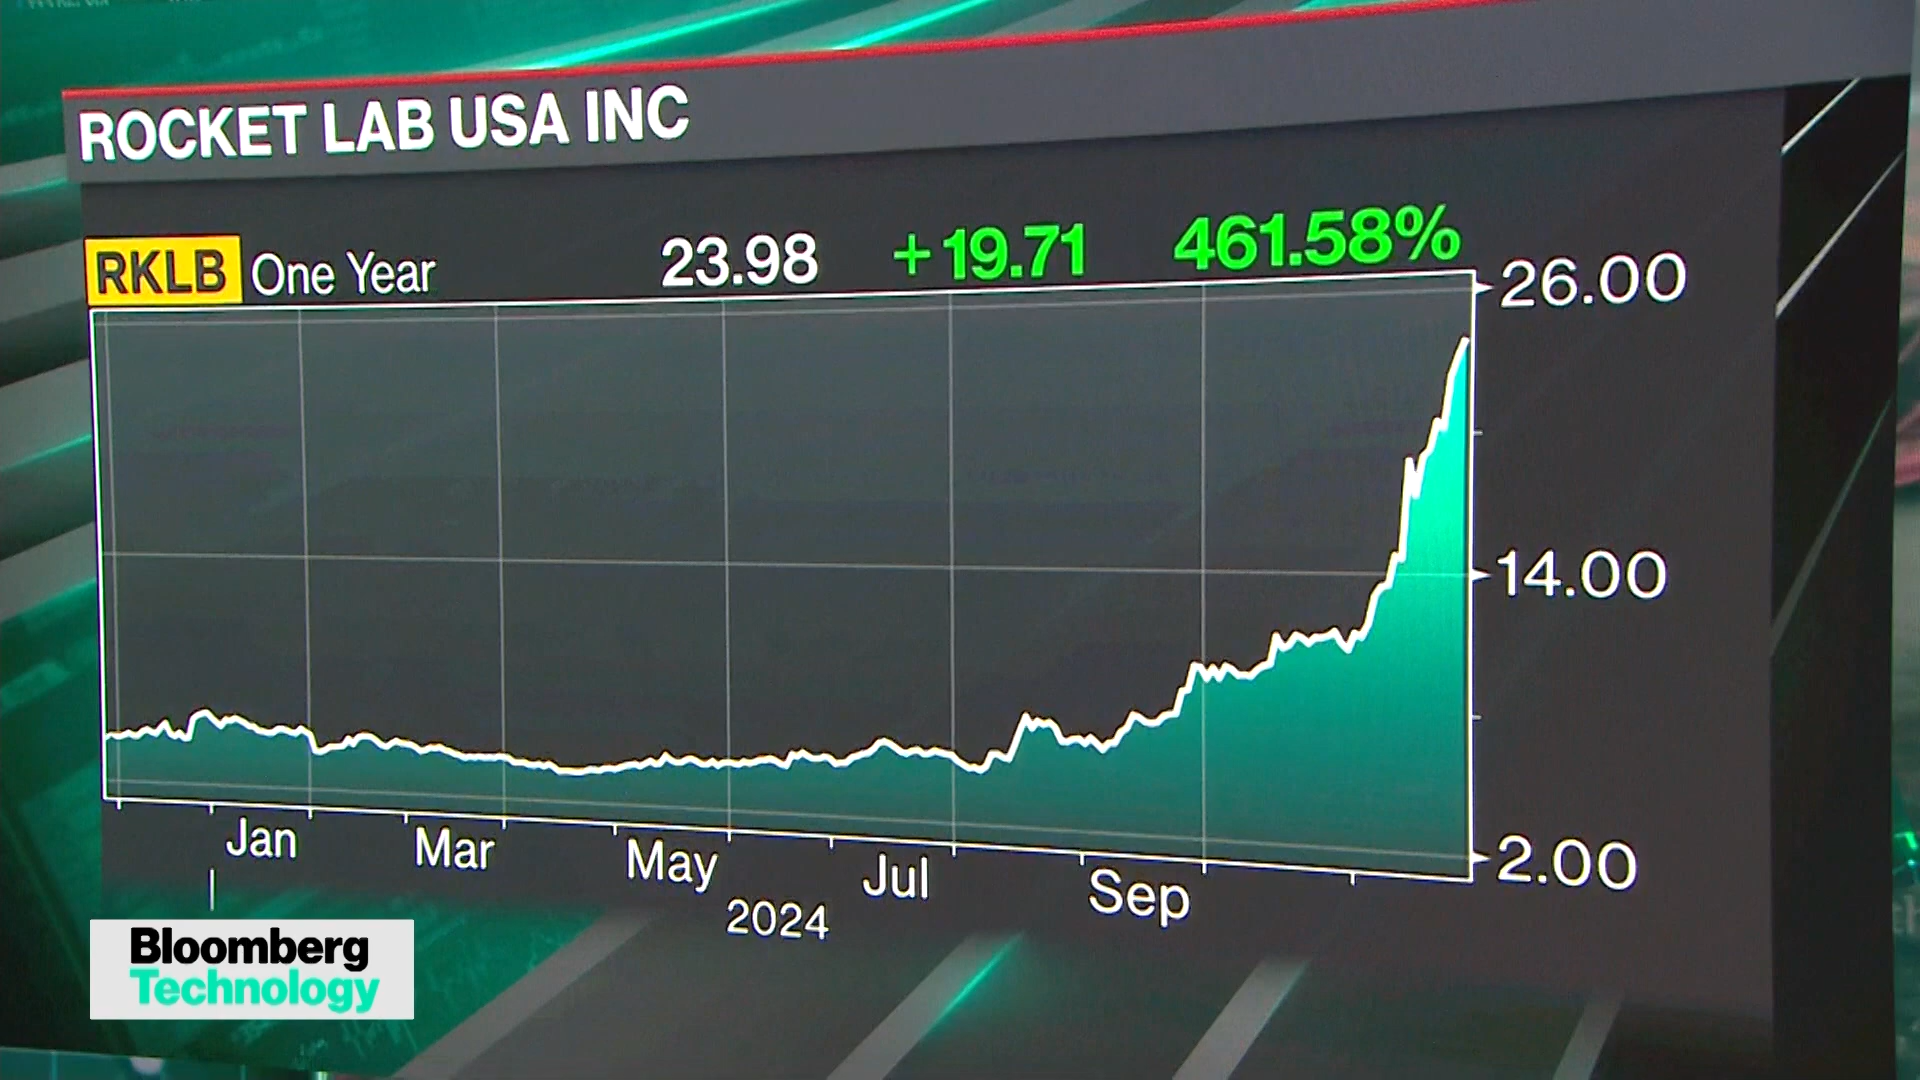 ROCKET LAB USA INC
RKLB One Year 23.98 +19.71 461.58%
26.00
14.00
2.00
Jan Mar May Jul Sep
2024
Bloomberg
Technology